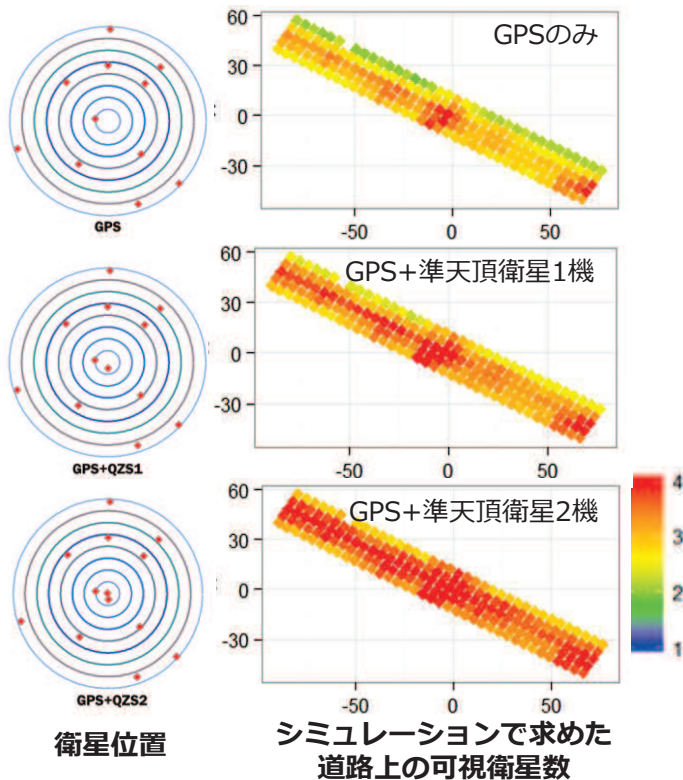 GPSのみ
60
30
0
-30
-50
0
50
GPS
GPS+準天頂衛星1機
60
30
0
-30
-50
0
50
GPS+QZS1
GPS+準天頂衛星2機
60
30
0
-30
-50
0
50
GPS+QZS2
4
3
2
1
衛星位置
シミュレーションで求めた
道路上の可視衛星数